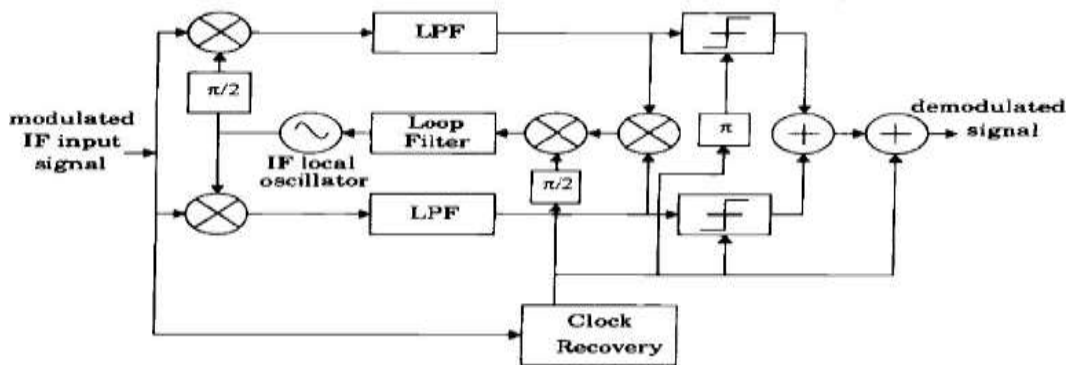 LPF
π/2
π
modulated
IF input
signal
Loop
Filter
IF local
oscillator
π/2
demodulated
signal
LPF
Clock
Recovery